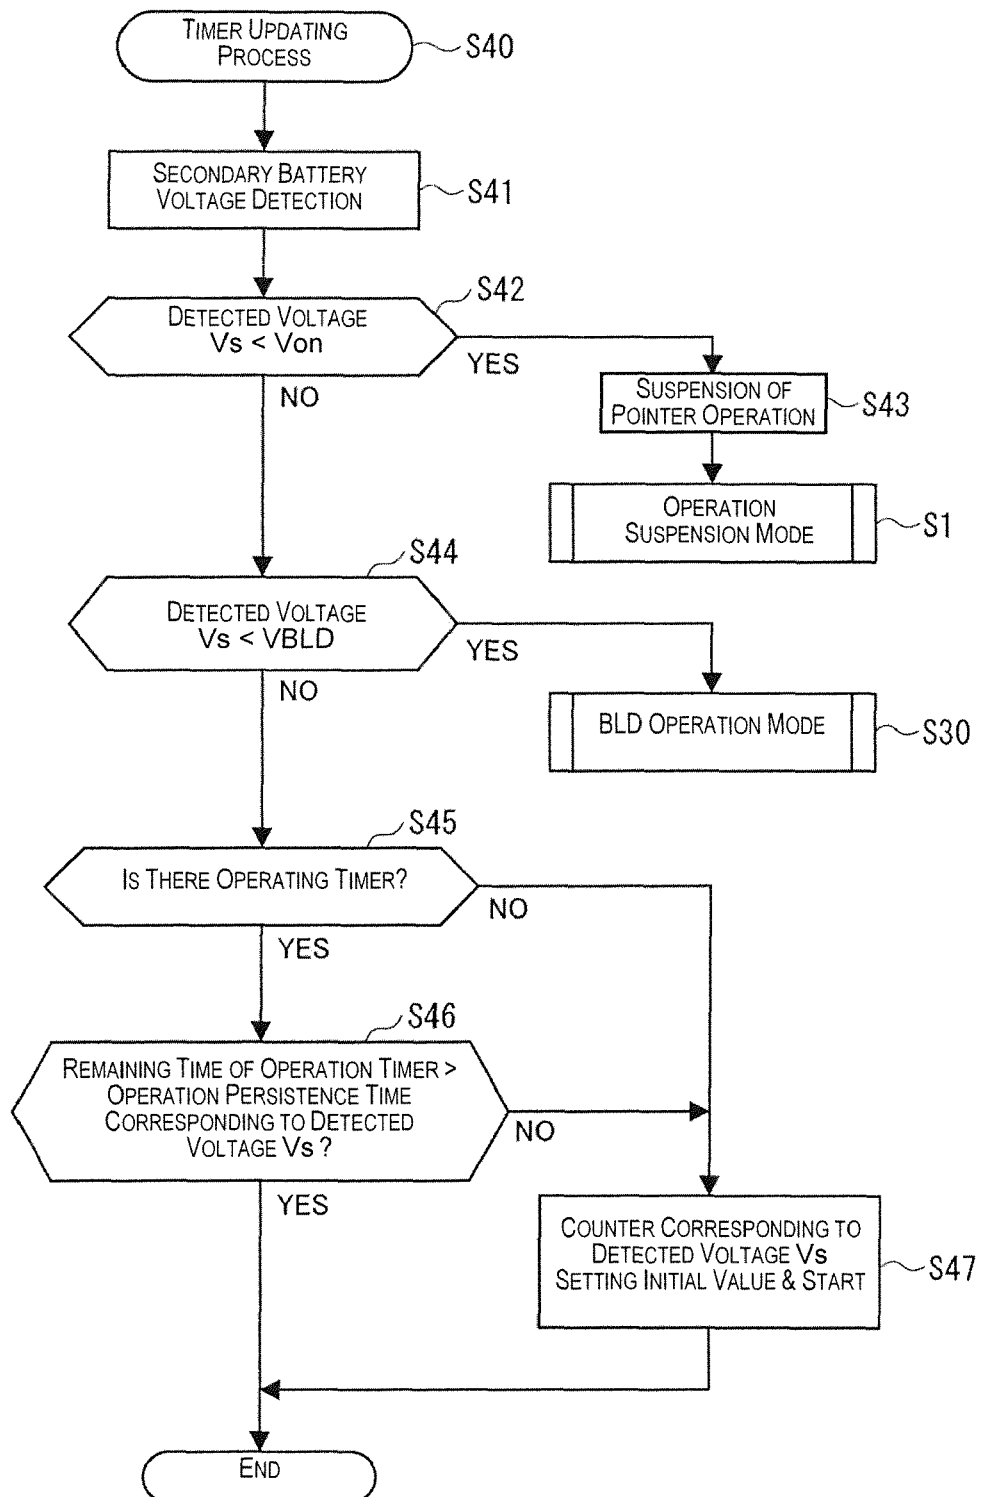 TIMER UPDATING
PROCESS
S40
SECONDARY BATTERY
VOLTAGE DETECTION
S41
S42
DETECTED VOLTAGE
Vs < Von
YES
NO
SUSPENSION OF
POINTER OPERATION
S43
OPERATION
SUSPENSION MODE
S1
S44
DETECTED VOLTAGE
Vs < VBLD
YES
NO
BLD OPERATION MODE
S30
S45
IS THERE OPERATING TIMER?
NO
YES
S46
REMAINING TIME OF OPERATION TIMER >
OPERATION PERSISTENCE TIME
CORRESPONDING TO DETECTED
VOLTAGE Vs ?
NO
YES
COUNTER CORRESPONDING TO
DETECTED VOLTAGE Vs
SETTING INITIAL VALUE & START
S47
END